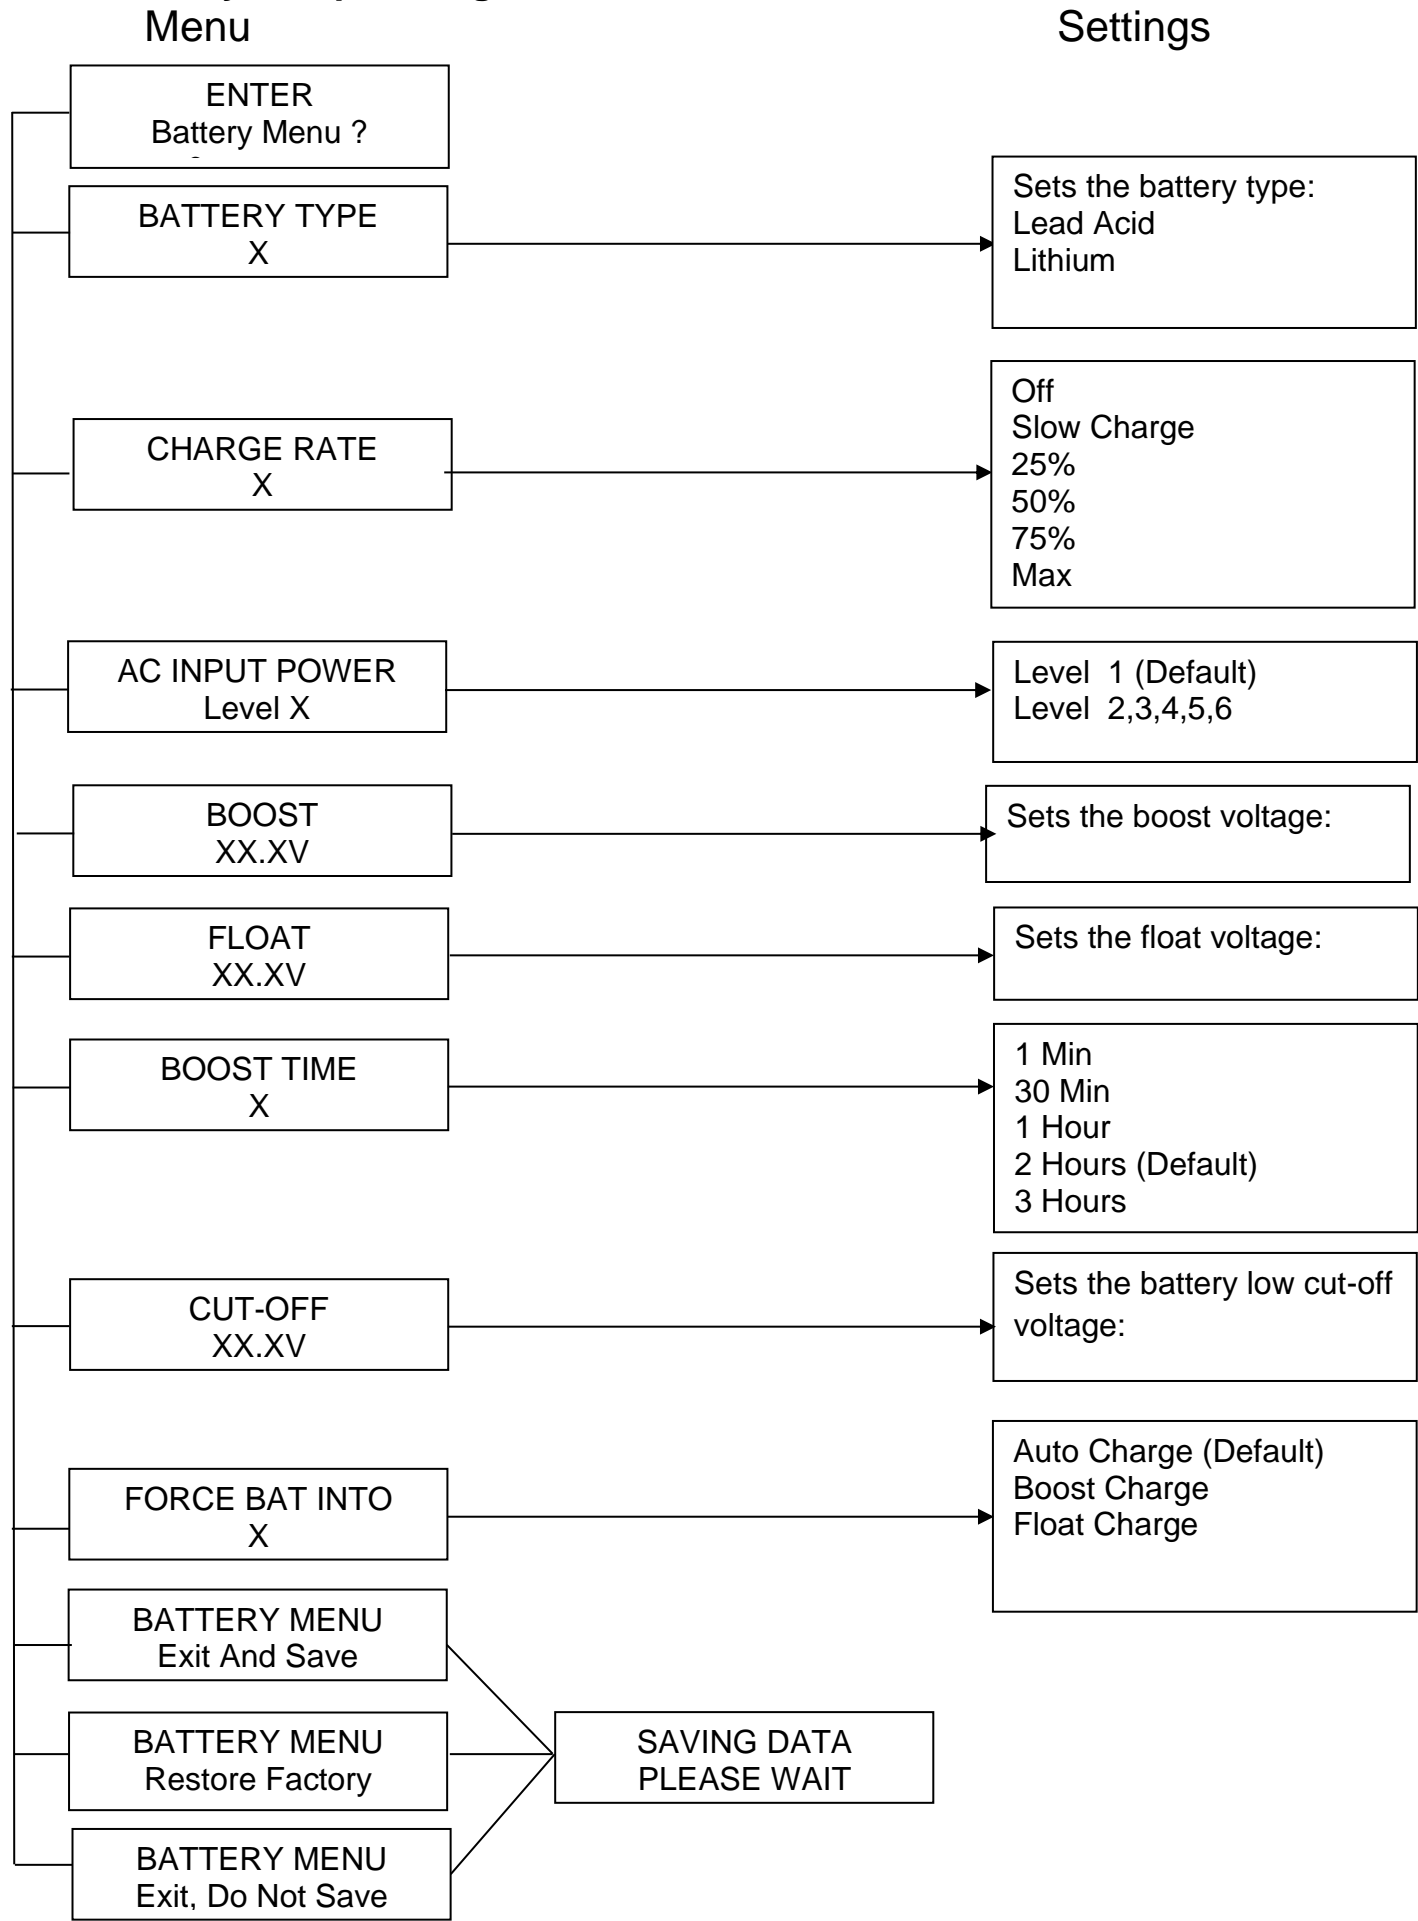 Menu
Settings
ENTER
Battery Menu ?
BATTERY TYPE
X
Sets the battery type:
Lead Acid
Lithium
CHARGE RATE
X
Off
Slow Charge
25%
50%
75%
Max
AC INPUT POWER
Level X
Level 1 (Default)
Level 2,3,4,5,6
BOOST
XX.XV
Sets the boost voltage:
FLOAT
XX.XV
Sets the float voltage:
BOOST TIME
X
1 Min
30 Min
1 Hour
2 Hours (Default)
3 Hours
CUT-OFF
XX.XV
Sets the battery low cut-off
voltage:
FORCE BAT INTO
X
Auto Charge (Default)
Boost Charge
Float Charge
BATTERY MENU
Exit And Save
BATTERY MENU
Restore Factory
SAVING DATA
PLEASE WAIT
BATTERY MENU
Exit, Do Not Save